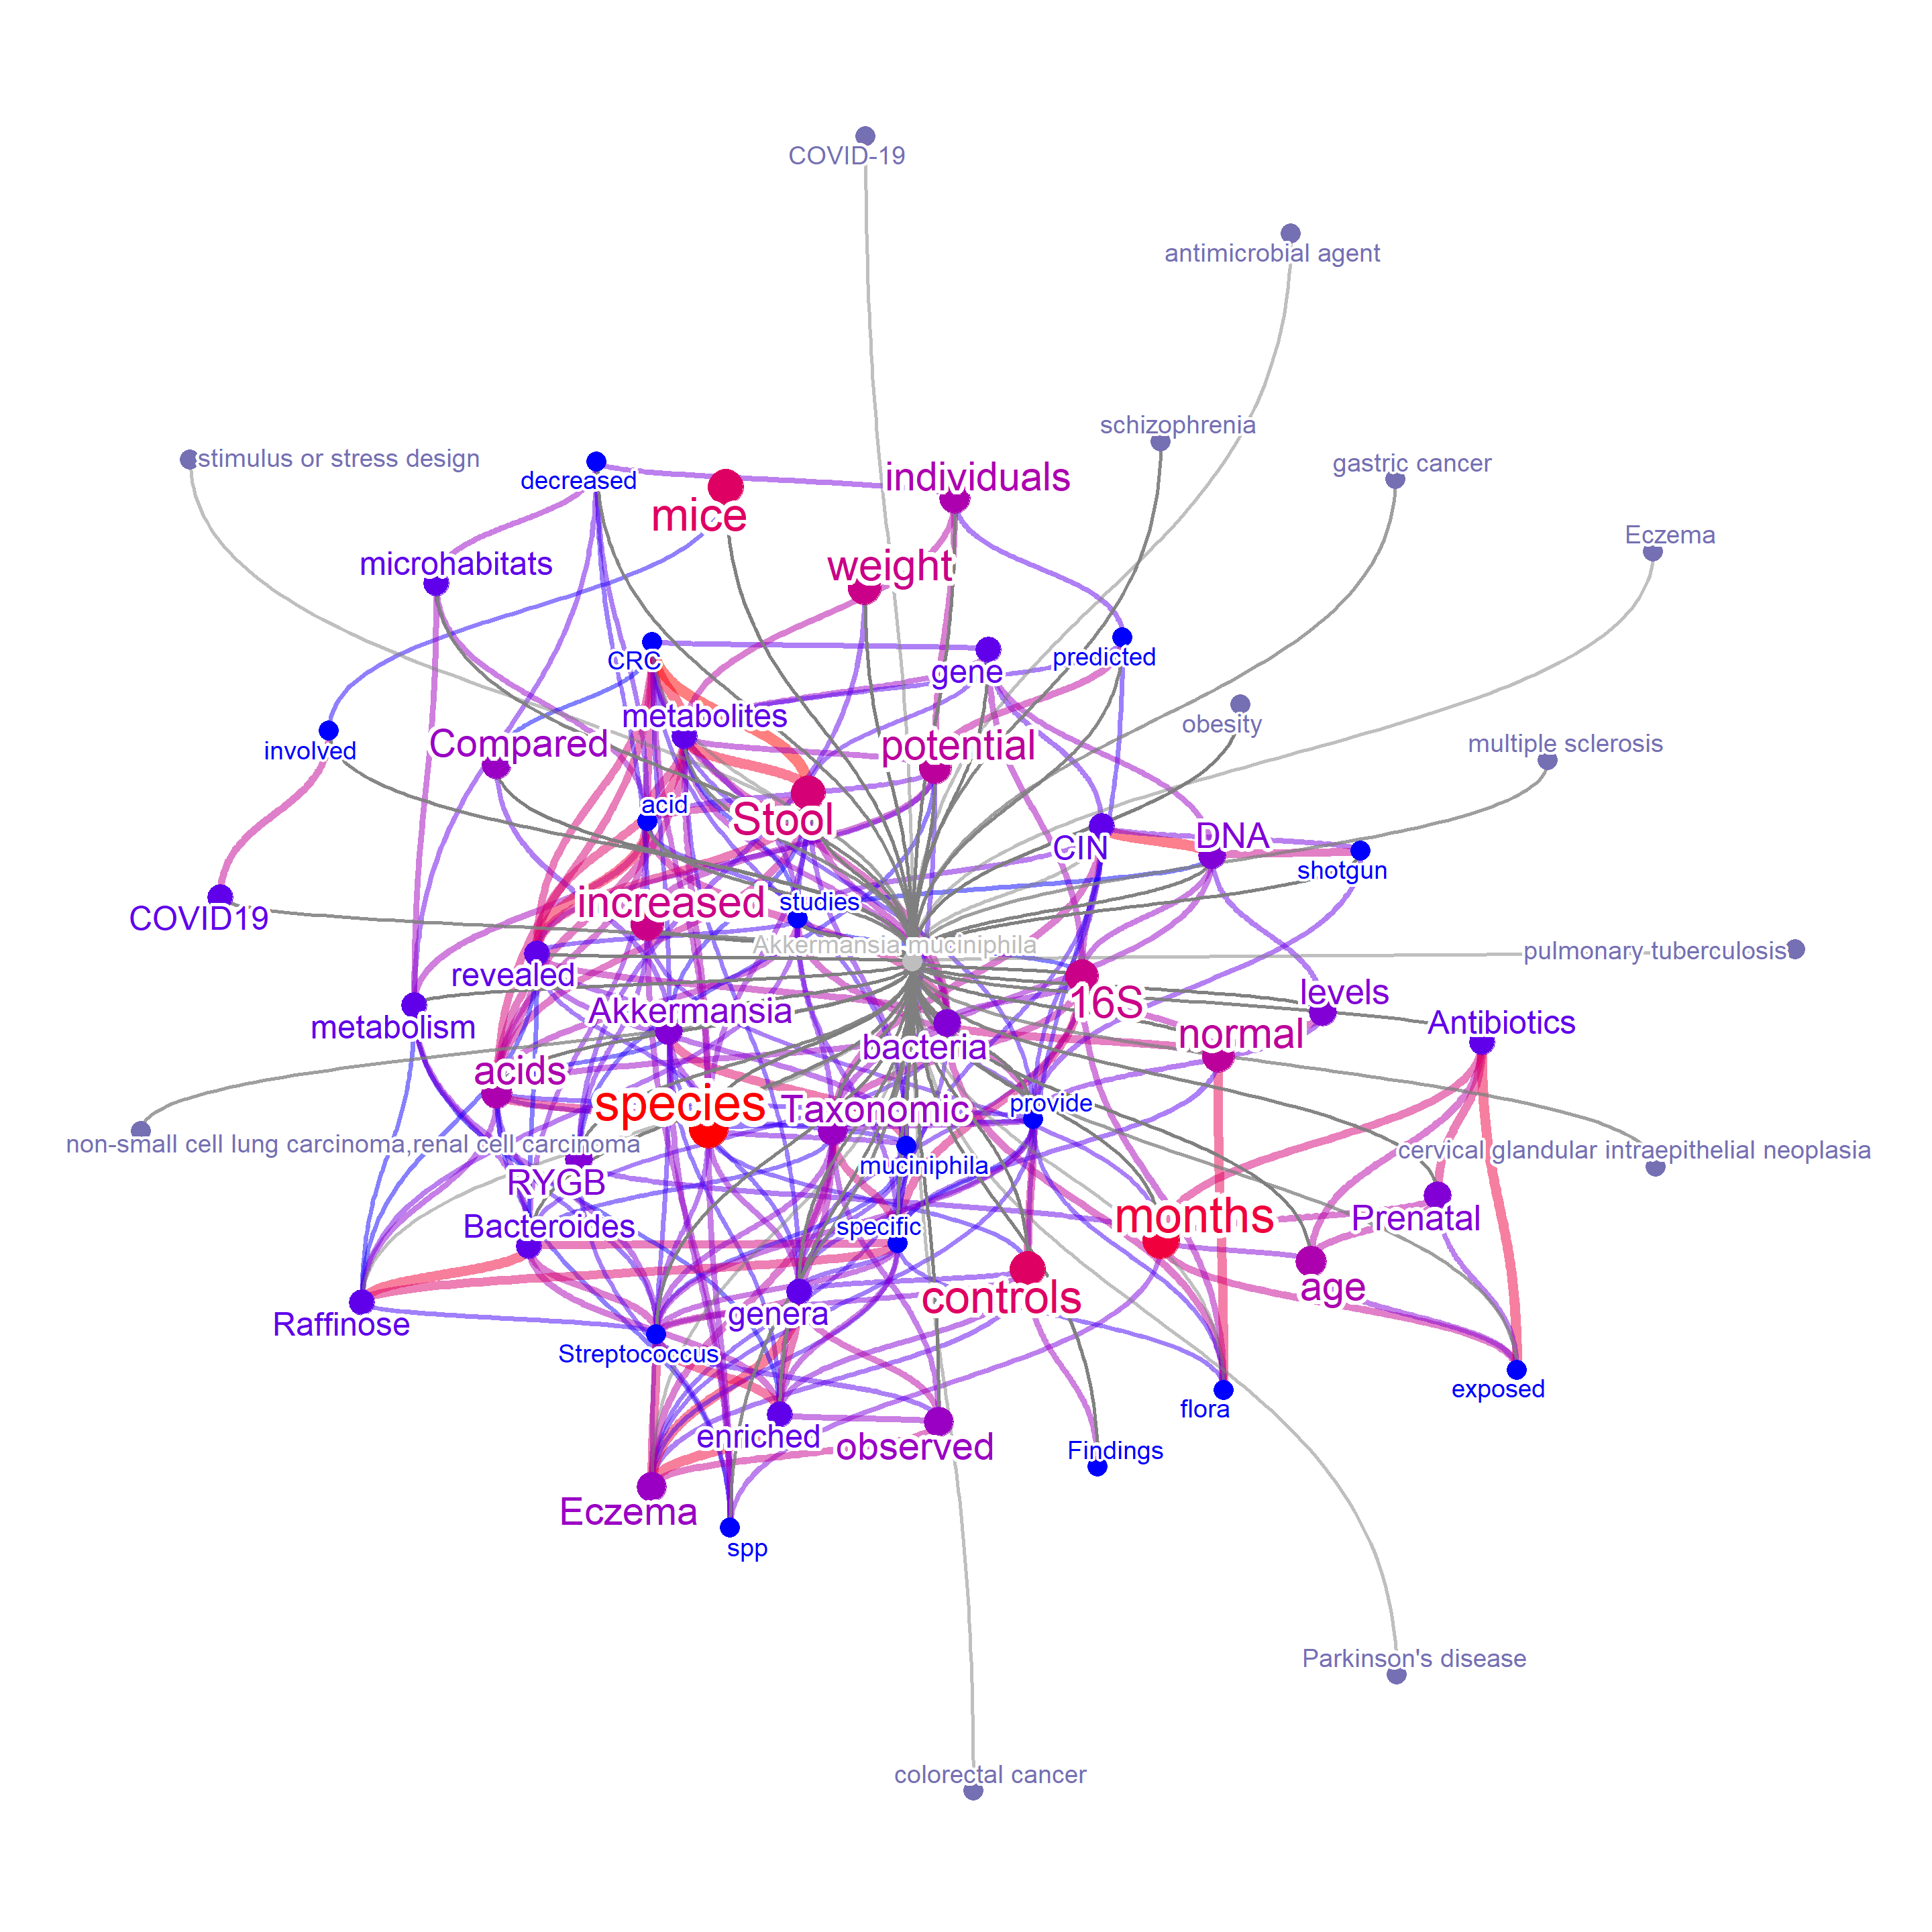 COVID-19
antimicrobial agent
schizophrenia
stimulus or stress design
gastric cancer
decreased
individuals
mice
Eczema
microhabitats
weight
CRC
gene
predicted
metabolites
obesity
Compared
potential
involved
multiple sclerosis
acid
Stool
CIN
DNA
shotgun
increased
studies
COVID19
Akkermansia muciniphila
pulmonary tuberculosis
revealed
levels
16S
Akkermansia
metabolism
Antibiotics
normal
bacteria
acids
species
Taxonomic
provide
non-small cell lung carcinoma,renal cell carcinoma
cervical glandular intraepithelial neoplasia
muciniphila
RYGB
months
Prenatal
Bacteroides
specific
age
controls
genera
Raffinose
Streptococcus
exposed
flora
enriched
observed
Findings
Eczema
spp
Parkinson's disease
colorectal cancer